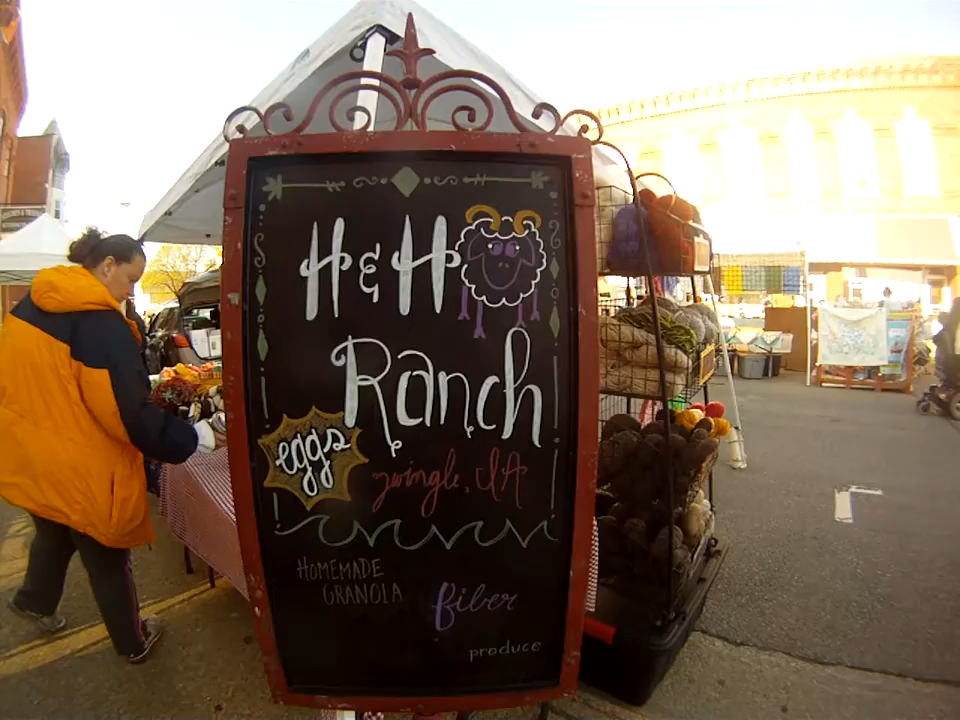 H & H
Ranch
eggs
zwingle, IA
HOMEMADE
GRANOLA
fiber
produce